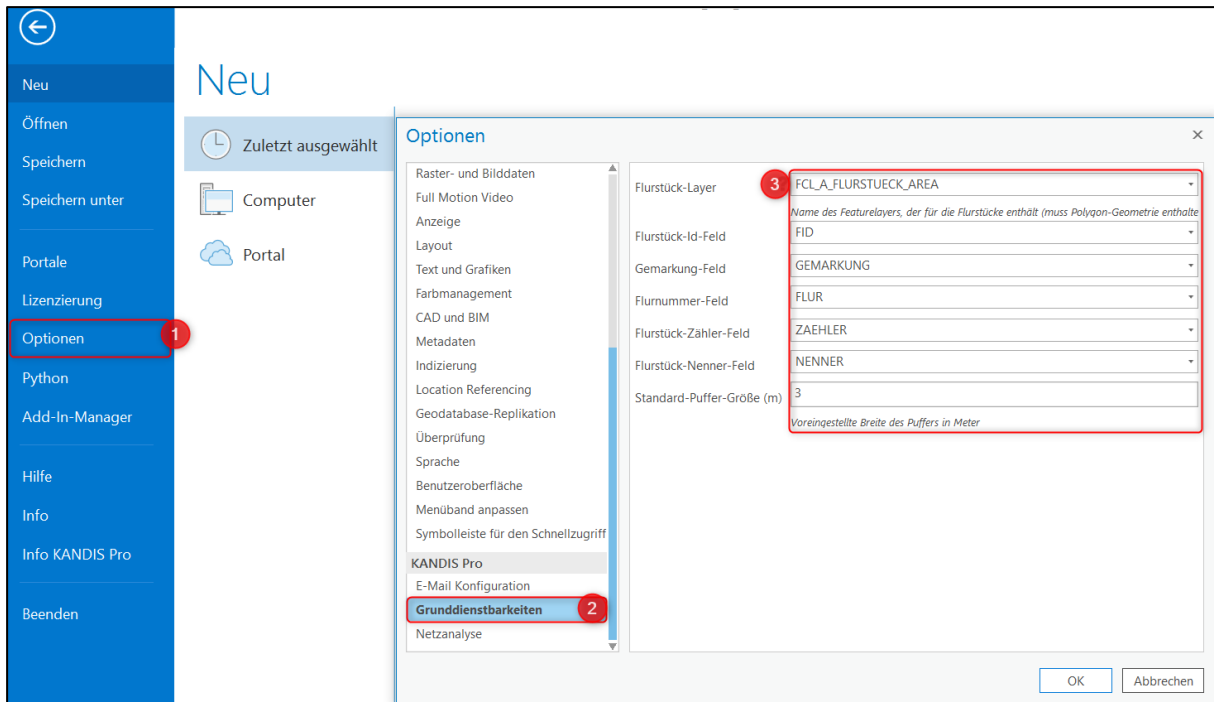 Neu
Öffnen
Speichern
Speichern unter
Portale
Lizenzierung
Optionen
1
Python
Add-In-Manager
Hilfe
Info
Info KANDIS Pro
Beenden
Neu
Zuletzt ausgewählt
Computer
Portal
Optionen
Raster- und Bilddaten
Full Motion Video
Anzeige
Layout
Text und Grafiken
Farbmanagement
CAD und BIM
Metadaten
Indizierung
Location Referencing
Geodatabase-Replikation
Überprüfung
Sprache
Benutzeroberfläche
Menüband anpassen
Symbolleiste für den Schnellzugriff
KANDIS Pro
E-Mail Konfiguration
Grunddienstbarkeiten
2
Netzanalyse
Flurstück-Layer
3
FCL_A_FLURSTUECK_AREA
Name des Featurelayers, der für die Flurstücke enthält (muss Polygon-Geometrie enthalte
Flurstück-Id-Feld
FID
Gemarkung-Feld
GEMARKUNG
Flurnummer-Feld
FLUR
Flurstück-Zähler-Feld
ZAEHLER
Flurstück-Nenner-Feld
NENNER
Standard-Puffer-Größe (m)
3
Voreingestellte Breite des Puffers in Meter
OK
Abbrechen